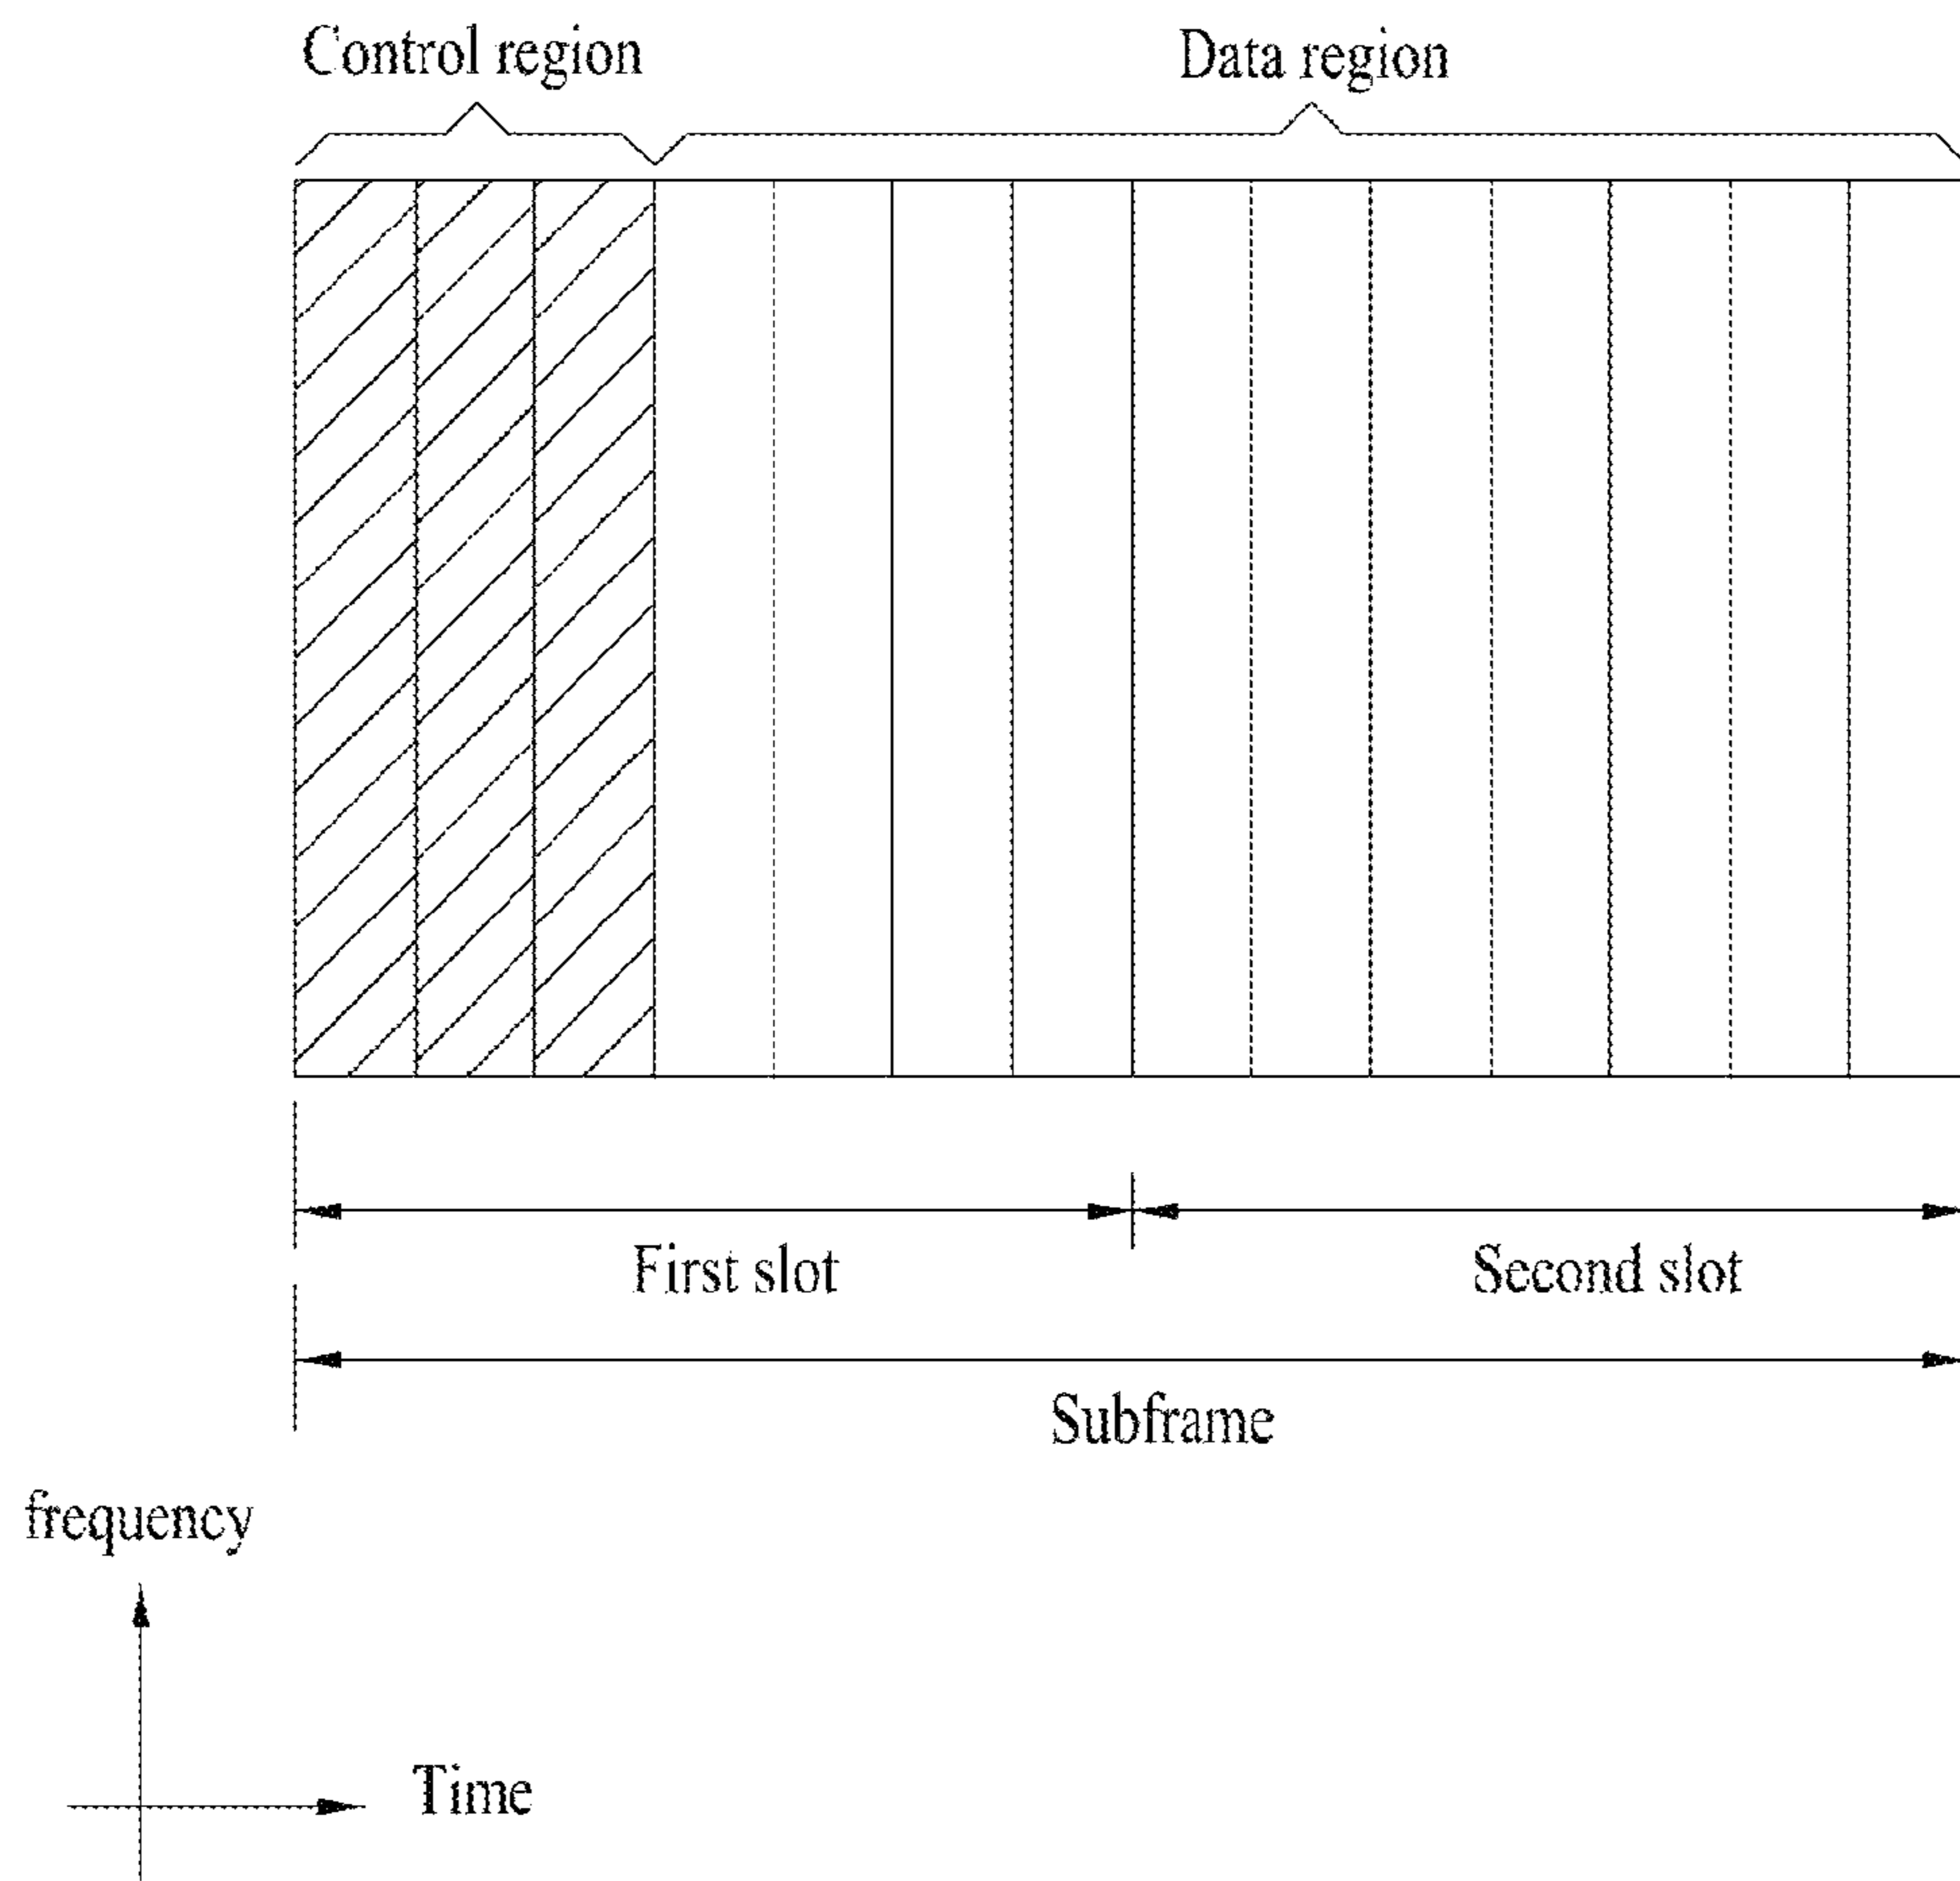 Control region
Data region
First slot
Second slot
Subframe
frequency
Time